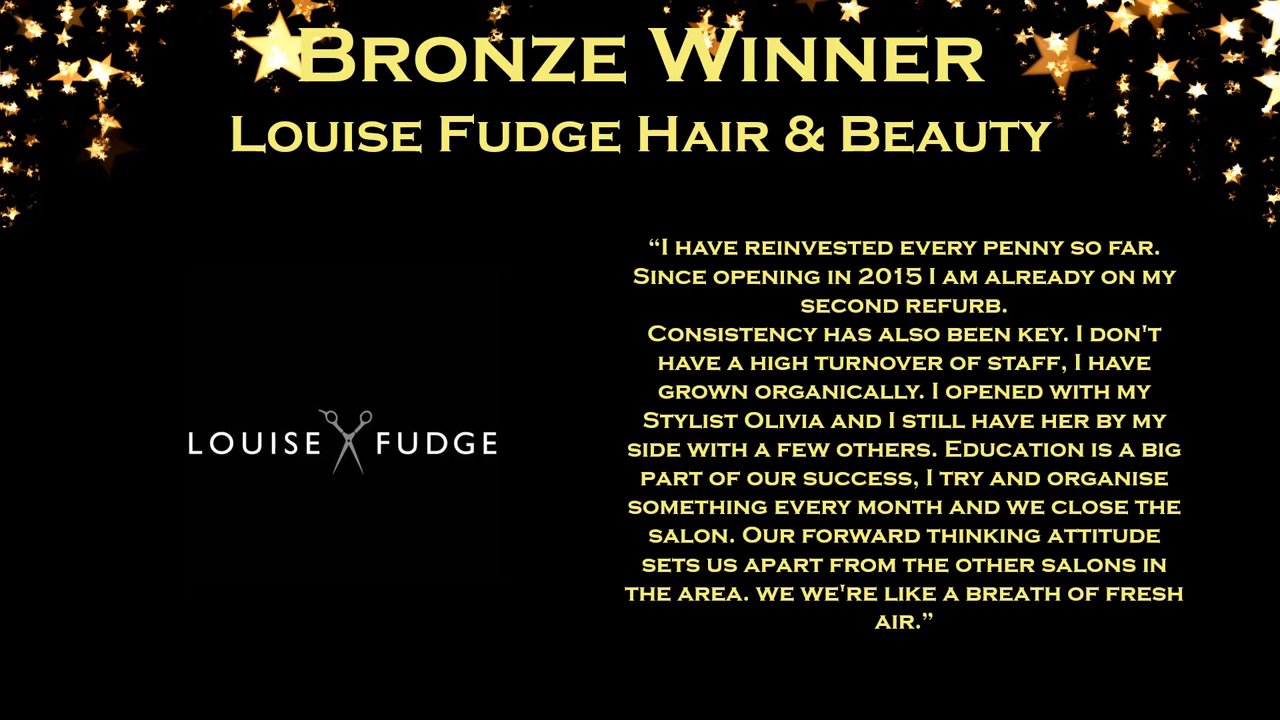 Bronze Winner
Louise Fudge Hair & Beauty
“I have reinvested every penny so far.
Since opening in 2015 I am already on my
second refurb.
Consistency has also been key. I don't
have a high turnover of staff, I have
grown organically. I opened with my
Stylist Olivia and I still have her by my
side with a few others. Education is a big
part of our success, I try and organise
something every month and we close the
salon. Our forward thinking attitude
sets us apart from the other salons in
the area. we we're like a breath of fresh
air.”
LOUISE FUDGE